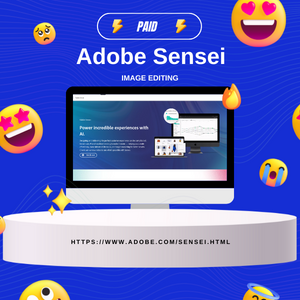 PAID
Adobe Sensei
IMAGE EDITING
Power incredible experiences with
AI.
HTTPS://WWW.ADOBE.COM/SENSEI.HTML